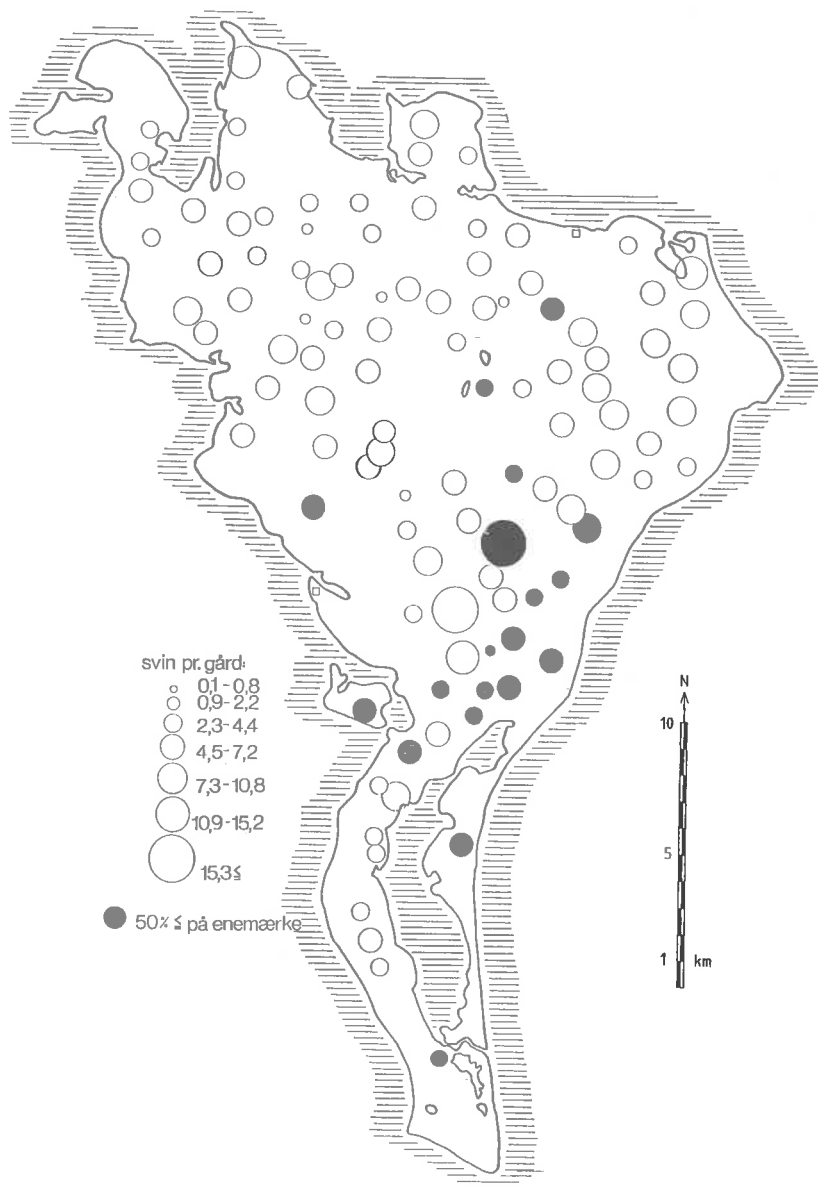 svin pr. gård:
0,1-0,8
0,9-2,2
2,3-4,4
4,5-7,2
7,3-10,8
10,9-15,2
15,3≦
50% ≦ på enemærke
N
10
5
1 km